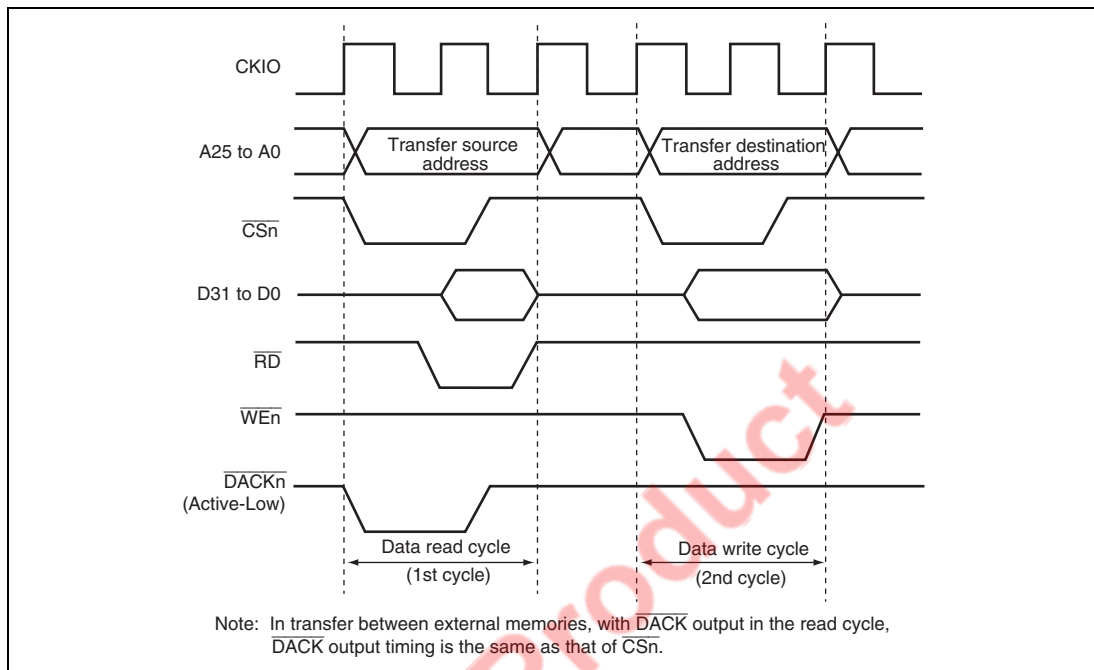 CKIO
A25 to A0
Transfer source
address
Transfer destination
address
CSn
D31 to D0
RD
WEn
DACKn
(Active-Low)
Data read cycle
(1st cycle)
Data write cycle
(2nd cycle)
Note: In transfer between external memories, with DACK output in the read cycle,
DACK output timing is the same as that of CSn.
Product